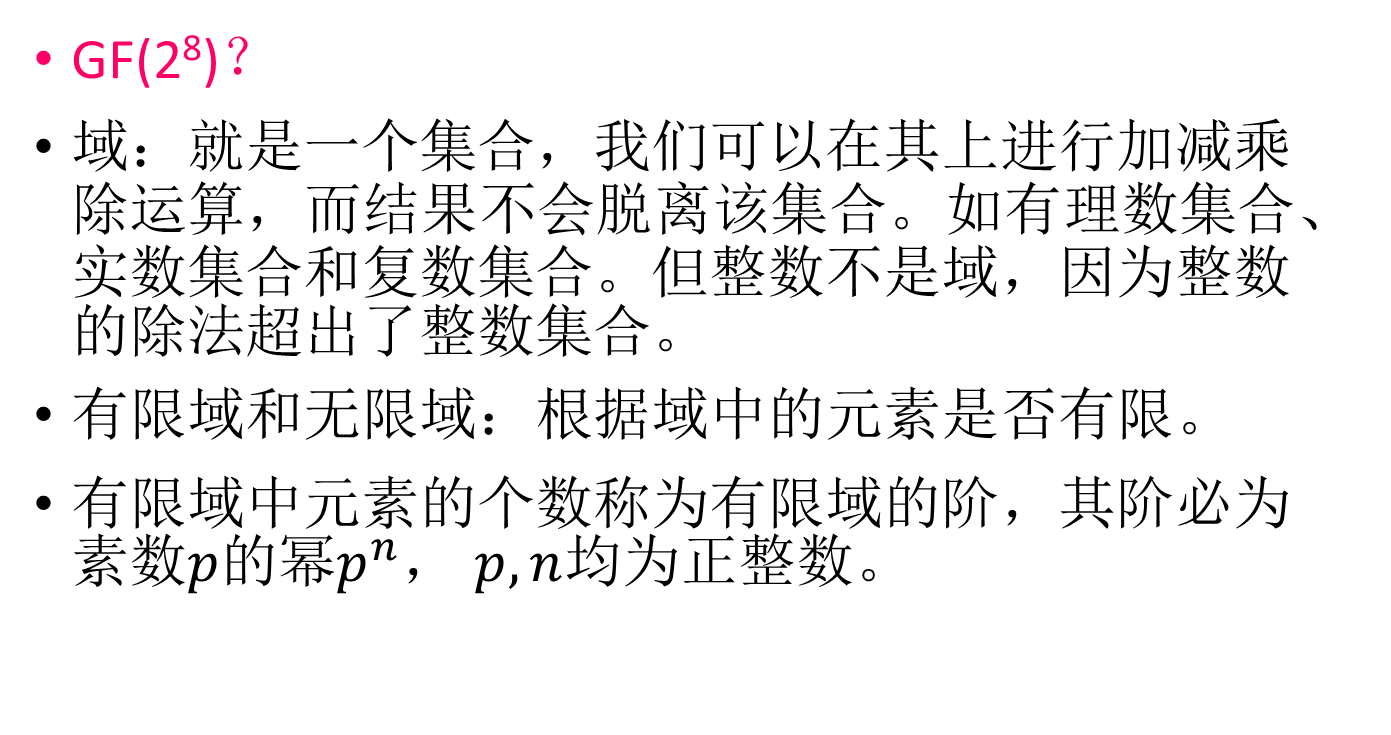 • GF(2⁸)？
• 域：就是一个集合，我们可以在其上进行加减乘
除运算，而结果不会脱离该集合。如有理数集合、
实数集合和复数集合。但整数不是域，因为整数
的除法超出了整数集合。
• 有限域和无限域：根据域中的元素是否有限。
• 有限域中元素的个数称为有限域的阶，其阶必为
素数𝑝的幂𝑝ⁿ， 𝑝,𝑛均为正整数。